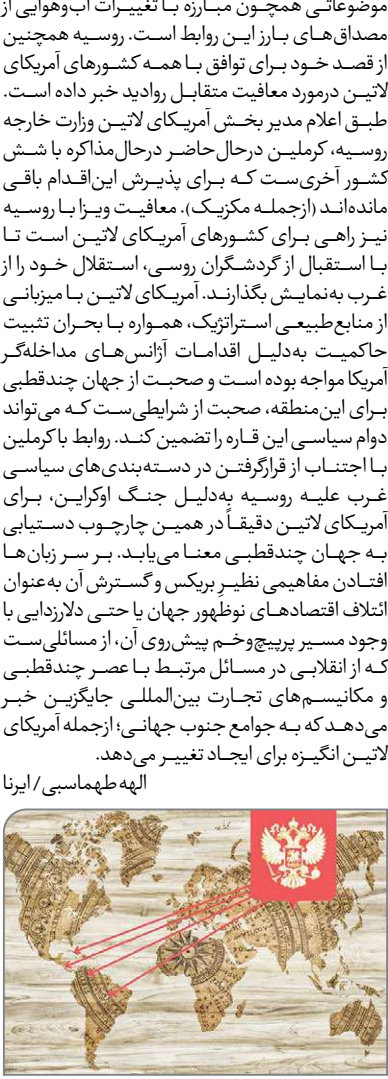 موضوعاتی همچون مبارزه با تغییرات آب‌وهوایی از
مصداق‌های بارز این روابط است. روسیه همچنین
از قصد خود برای توافق با همه کشورهای آمریکای
لاتین درمورد معافیت متقابل روادید خبر داده است.
طبق اعلام مدیر بخش آمریکای لاتین وزارت خارجه
روسیه، کرملین درحال‌حاضر درحال‌مذاکره با شش
کشور آخری‌ست که برای پذیرش این‌اقدام باقی
مانده‌اند (ازجمله مکزیک). معافیت ویزا با روسیه
نیز راهی برای کشورهای آمریکای لاتین است تا
با استقبال از گردشگران روسی، استقلال خود را از
غرب به‌نمایش بگذارند. آمریکای لاتین با میزبانی
از منابع‌طبیعی استراتژیک، همواره با بحران تثبیت
حاکمیت به‌دلیل اقدامات آژانس‌های مداخله‌گر
آمریکا مواجه بوده است و صحبت از جهان چندقطبی
برای این‌منطقه، صحبت از شرایطی‌ست که می‌تواند
دوام سیاسی این قاره را تضمین کند. روابط با کرملین
با اجتناب از قرارگرفتن در دسته‌بندی‌های سیاسی
غرب علیه روسیه به‌دلیل جنگ اوکراین، برای
آمریکای لاتین دقیقاً در همین چارچوب دستیابی
به جهان چندقطبی معنا می‌یابد. بر سر زبان‌ها
افتادن مفاهیمی نظیرِ بریکس و گسترش آن به‌عنوان
ائتلاف اقتصادهای نوظهور جهان یا حتی دلارزدایی با
وجود مسیر پرپیچ‌وخم پیش‌روی آن، از مسائلی‌ست
که از انقلابی در مسائل مرتبط با عصر چندقطبی
و مکانیسم‌های تجارت بین‌المللی جایگزین خبر
می‌دهد که به جوامع جنوب جهانی؛ ازجمله آمریکای
لاتین انگیزه برای ایجاد تغییر می‌دهد.
الهه طهماسبی / ایرنا